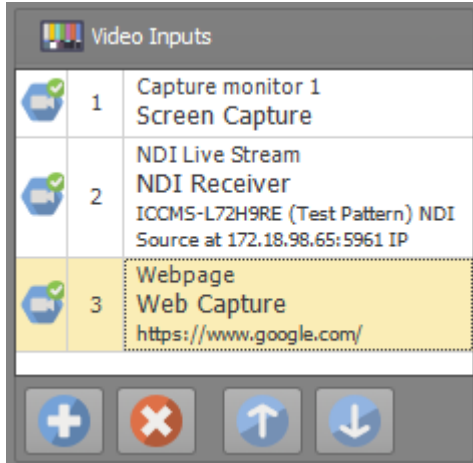 Video Inputs
1
Capture monitor 1
Screen Capture
2
NDI Live Stream
NDI Receiver
ICCMS-L72H9RE (Test Pattern) NDI
Source at 172.18.98.65:5961 IP
3
Webpage
Web Capture
https://www.google.com/